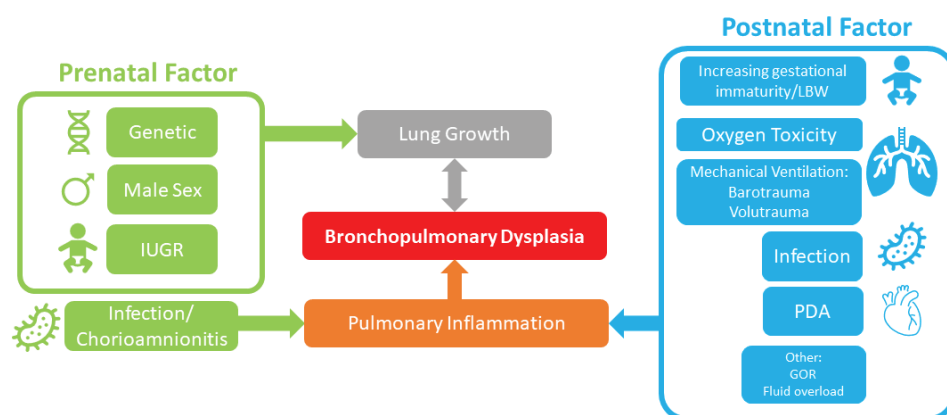 Prenatal Factor
Genetic
Male Sex
IUGR
Infection/
Chorioamnionitis
Lung Growth
Bronchopulmonary Dysplasia
Pulmonary Inflammation
Postnatal Factor
Increasing gestational
immaturity/LBW
Oxygen Toxicity
Mechanical Ventilation:
Barotrauma
Volutrauma
Infection
PDA
Other:
GOR
Fluid overload